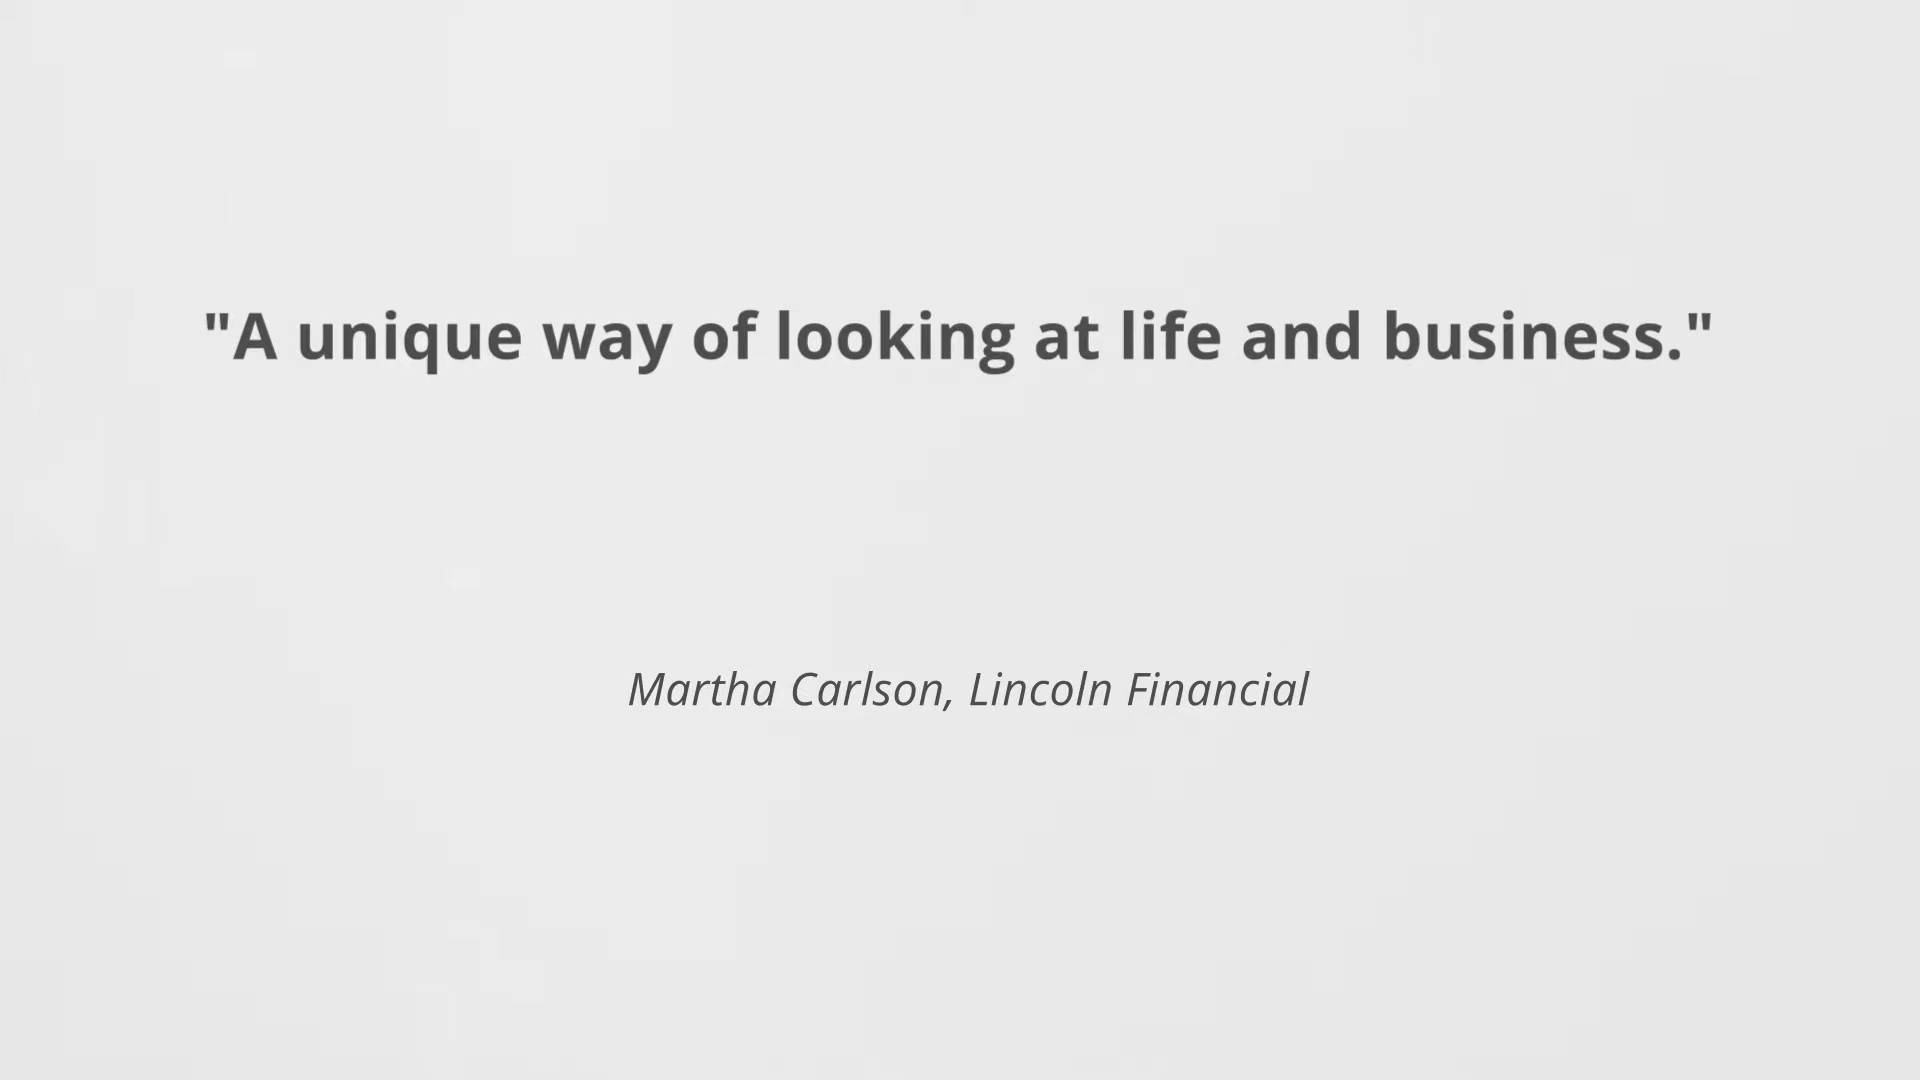 "A unique way of looking at life and business."
Martha Carlson, Lincoln Financial